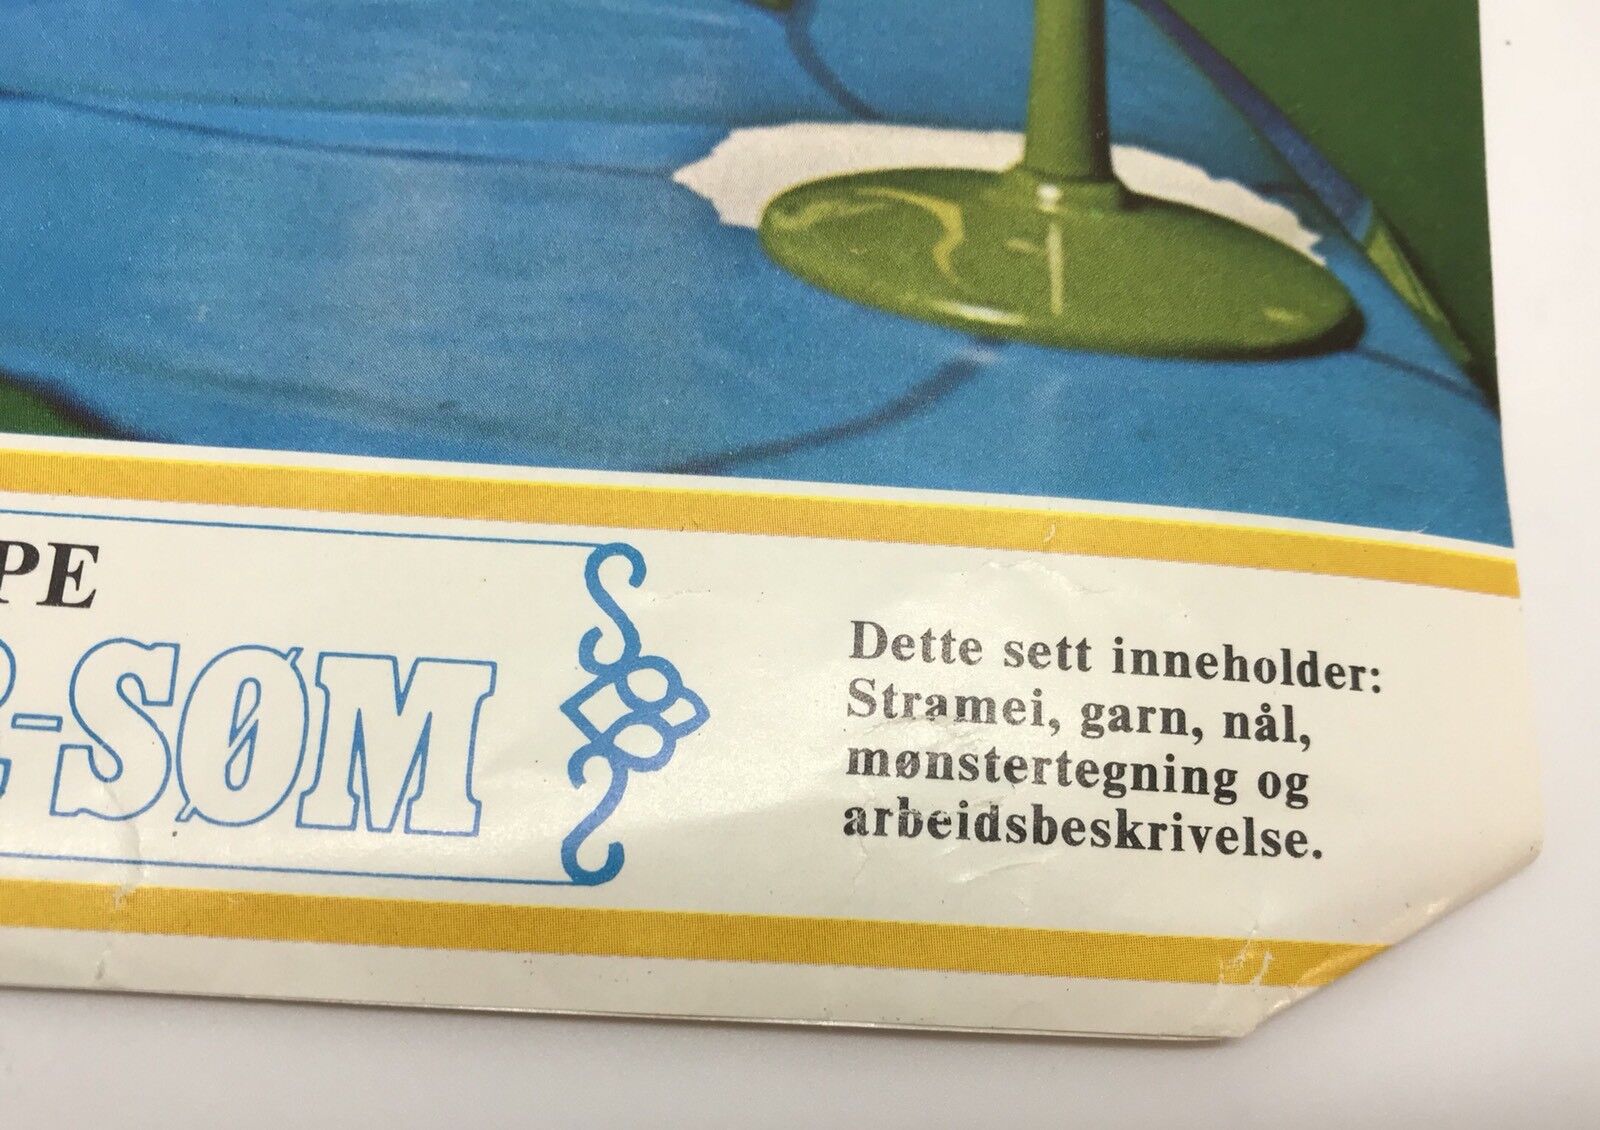 PE
-SØM
Dette sett inneholder:
Stramei, garn, nål,
mønstertegning og
arbeidsbeskrivelse.